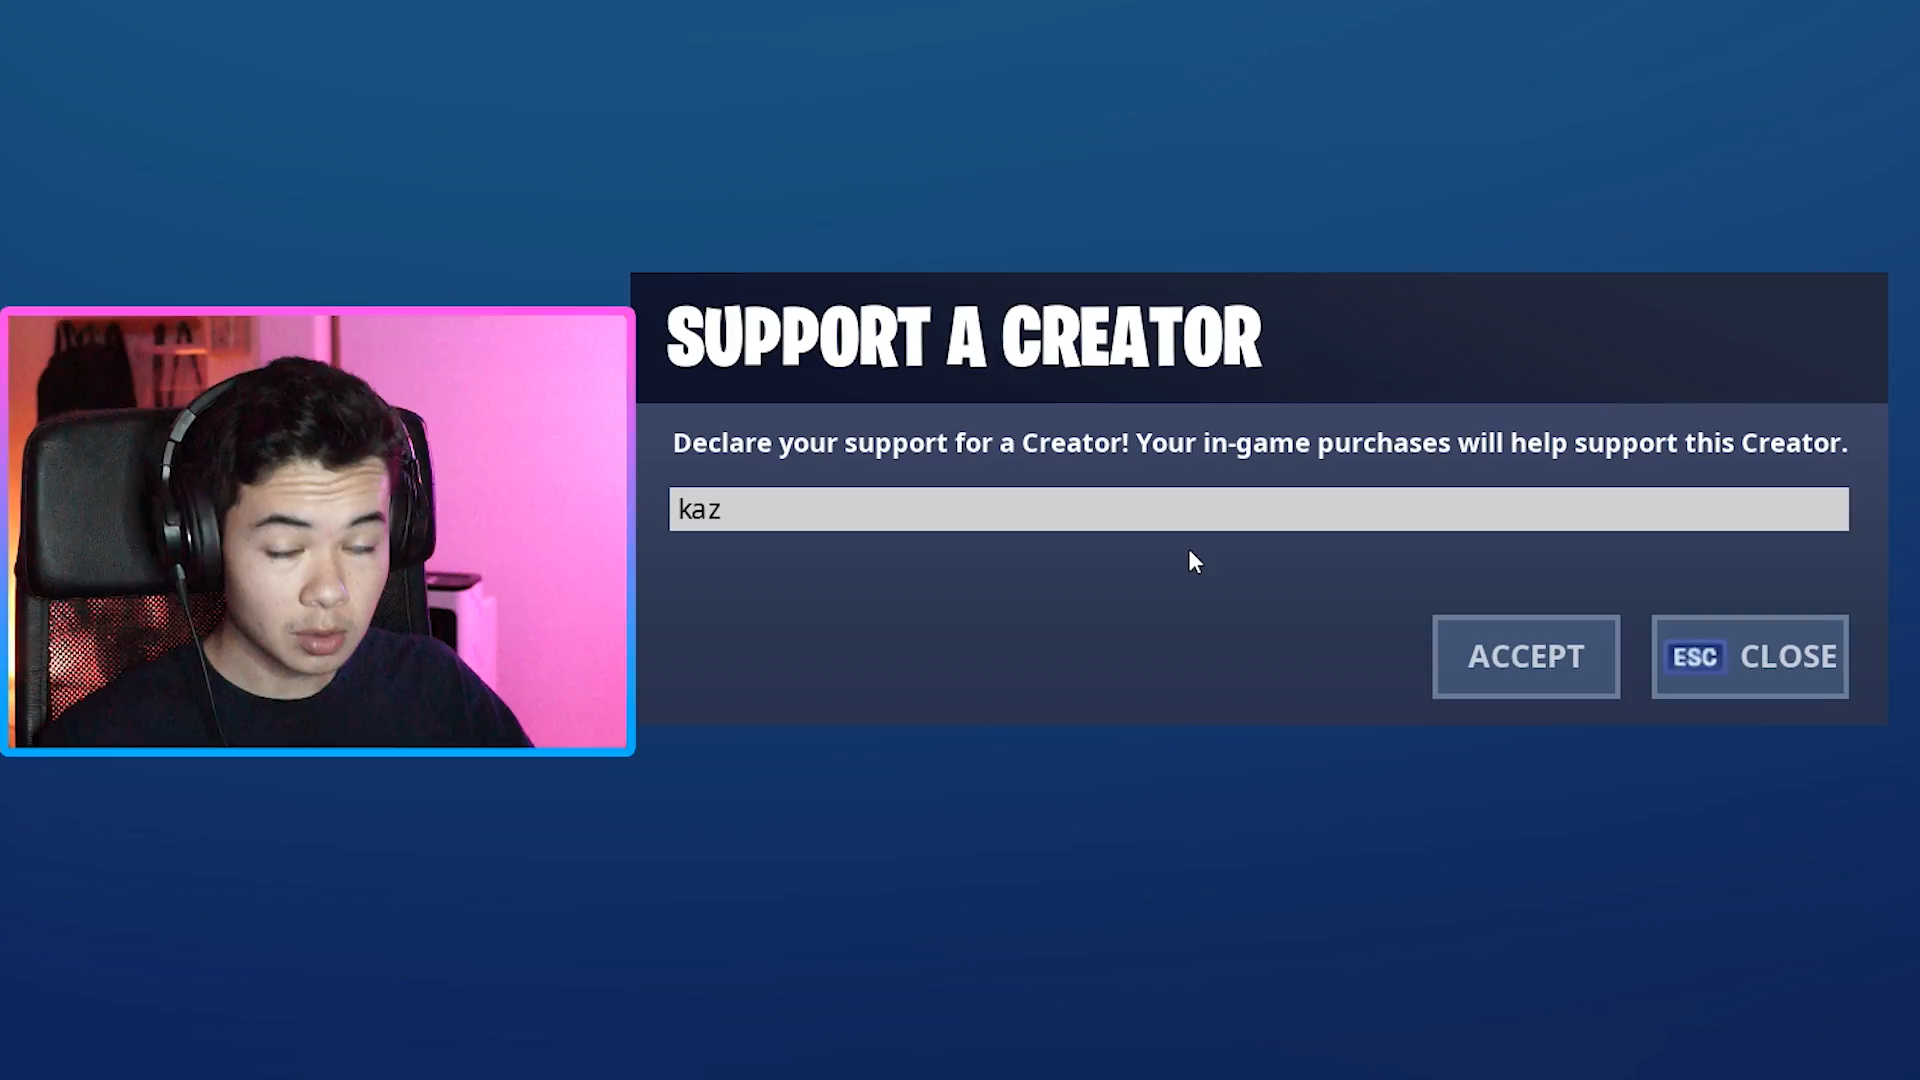 SUPPORT A CREATOR
Declare your support for a Creator! Your in-game purchases will help support this Creator.
kaz
ACCEPT
ESC CLOSE